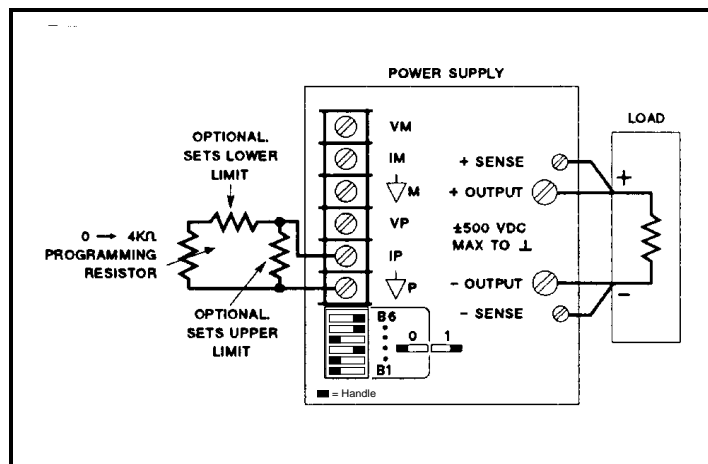 POWER SUPPLY
LOAD
OPTIONAL.
SETS LOWER
LIMIT
0 → 4KΩ
PROGRAMMING
RESISTOR
OPTIONAL.
SETS UPPER
LIMIT
VM
IM
M
VP
IP
P
B6
B1
0 1
= Handle
+ SENSE
+ OUTPUT
±500 VDC
MAX TO ⊥
- OUTPUT
- SENSE
+
-